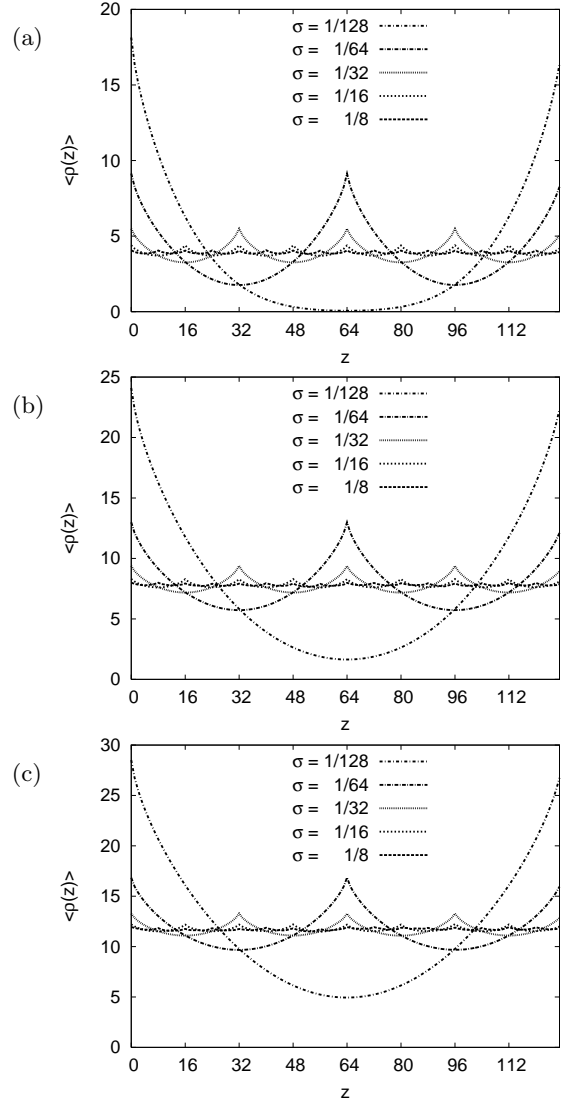 (a)
20
15
10
5
0
<ρ(z)>
σ = 1/128
σ = 1/64
σ = 1/32
σ = 1/16
σ = 1/8
0 16 32 48 64 80 96 112
z
(b)
25
20
15
10
5
0
<ρ(z)>
σ = 1/128
σ = 1/64
σ = 1/32
σ = 1/16
σ = 1/8
0 16 32 48 64 80 96 112
z
(c)
30
25
20
15
10
5
0
<ρ(z)>
σ = 1/128
σ = 1/64
σ = 1/32
σ = 1/16
σ = 1/8
0 16 32 48 64 80 96 112
z